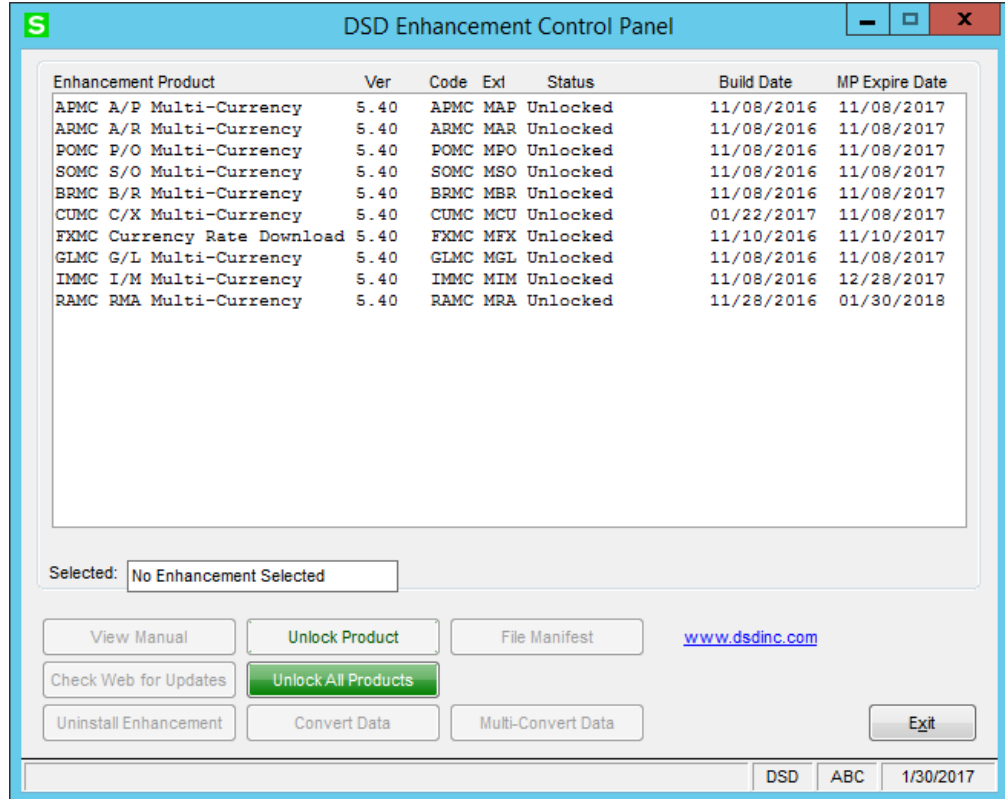 S DSD Enhancement Control Panel X
Enhancement Product Ver Code Ext Status Build Date MP Expire Date
APMC A/P Multi-Currency 5.40 APMC MAP Unlocked 11/08/2016 11/08/2017
ARMC A/R Multi-Currency 5.40 ARMC MAR Unlocked 11/08/2016 11/08/2017
POMC P/O Multi-Currency 5.40 POMC MPO Unlocked 11/08/2016 11/08/2017
SOMC S/O Multi-Currency 5.40 SOMC MSO Unlocked 11/08/2016 11/08/2017
BRMC B/R Multi-Currency 5.40 BRMC MBR Unlocked 11/08/2016 11/08/2017
CUMC C/X Multi-Currency 5.40 CUMC MCU Unlocked 01/22/2017 11/08/2017
FXMC Currency Rate Download 5.40 FXMC MFX Unlocked 11/10/2016 11/10/2017
GLMC G/L Multi-Currency 5.40 GLMC MGL Unlocked 11/08/2016 11/08/2017
IMMC I/M Multi-Currency 5.40 IMMC MIM Unlocked 11/08/2016 12/28/2017
RAMC RMA Multi-Currency 5.40 RAMC MRA Unlocked 11/28/2016 01/30/2018
Selected: No Enhancement Selected
View Manual Unlock Product File Manifest www.dsdinc.com
Check Web for Updates Unlock All Products
Uninstall Enhancement Convert Data Multi-Convert Data Exit
DSD ABC 1/30/2017